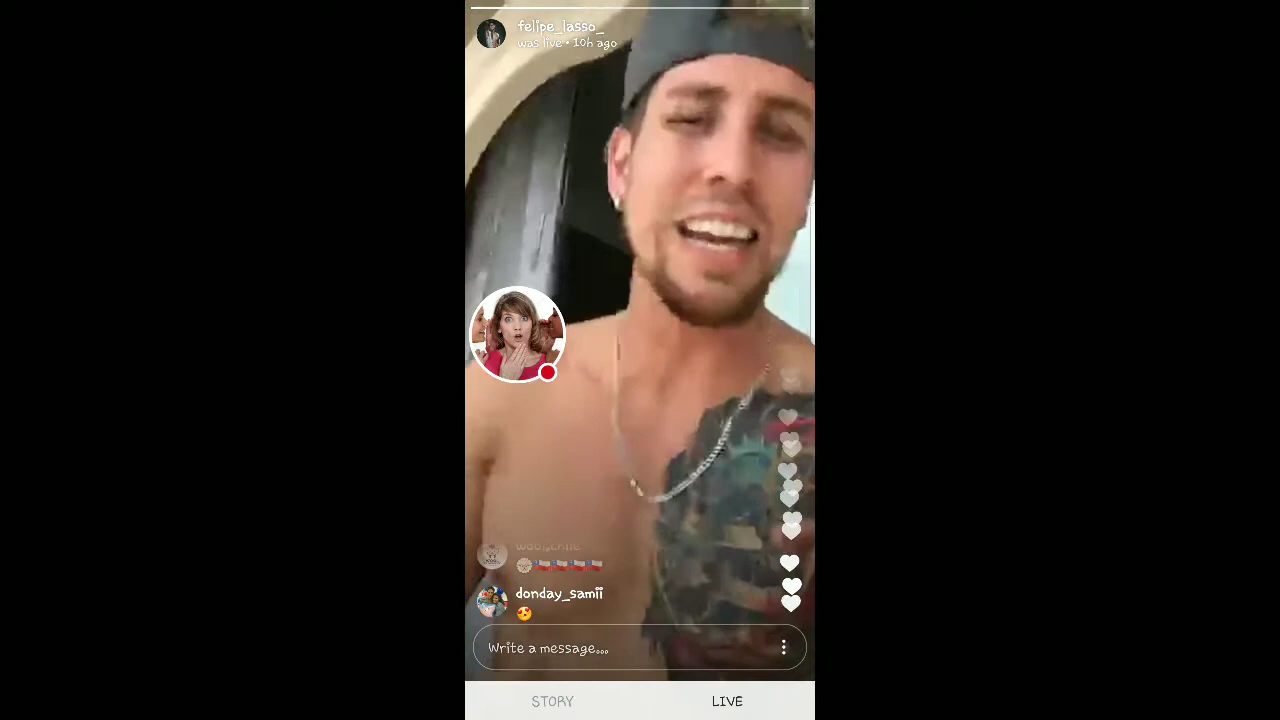 felipe_lasso_
was live • 10h ago
donday_samii
😍
Write a message...
STORY
LIVE